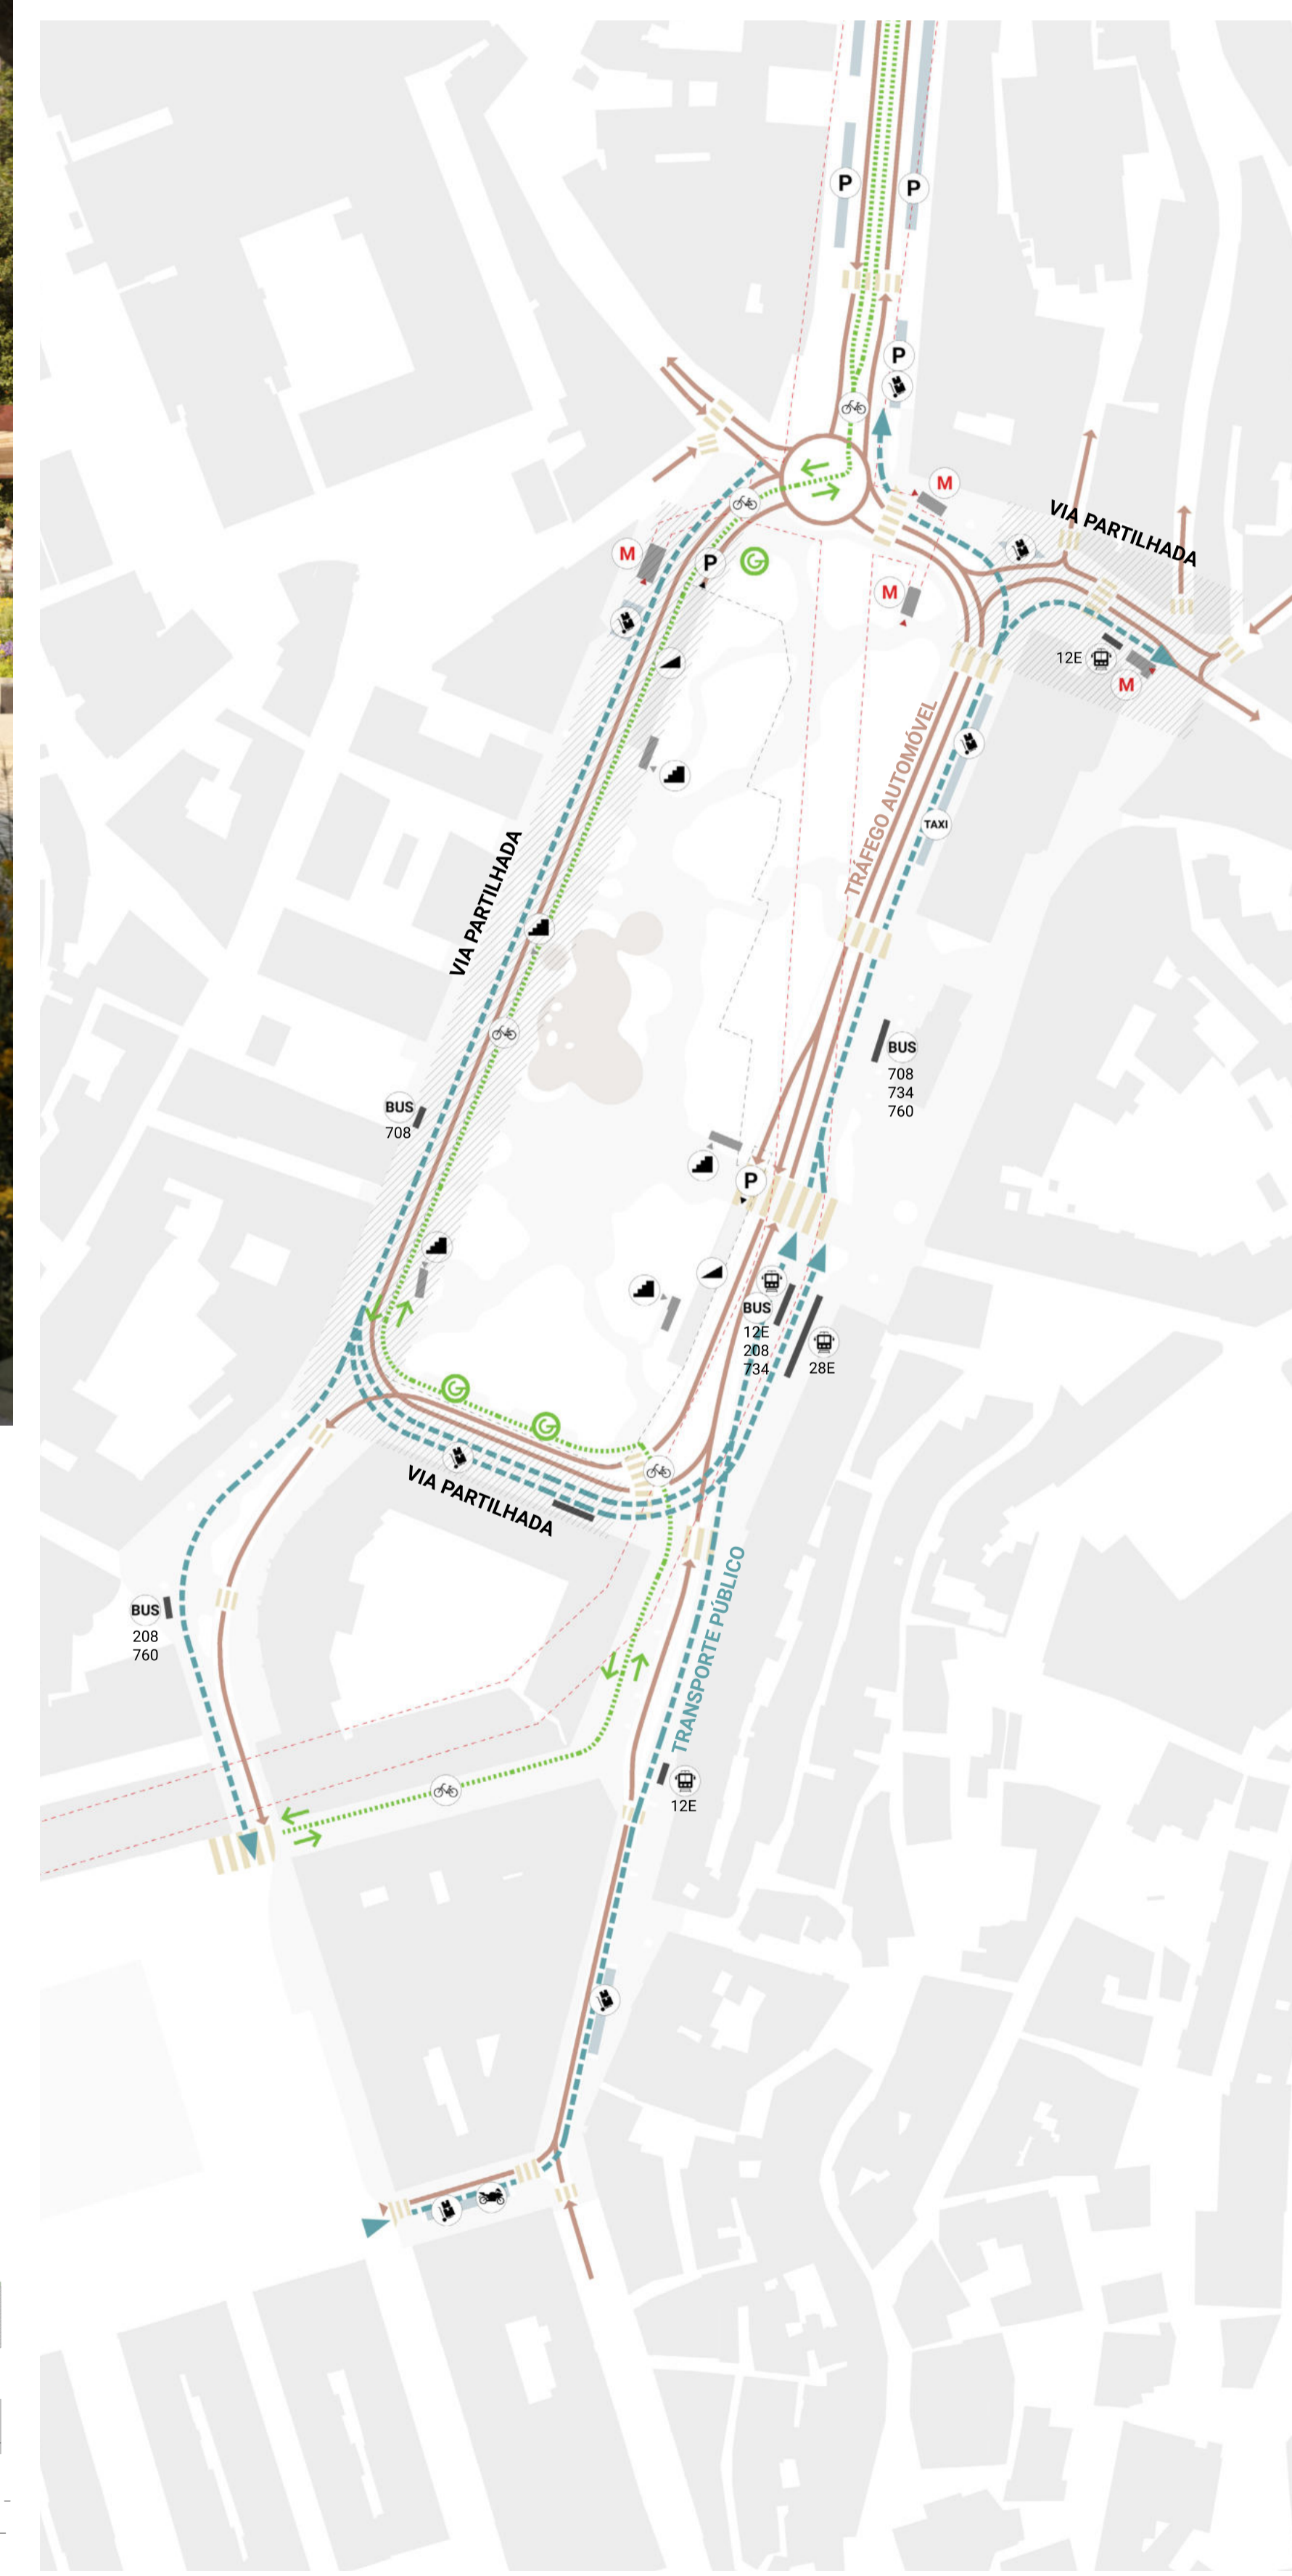 P
P
P
M
VIA PARTILHADA
M
P
M
12E
M
TRÁFEGO AUTOMÓVEL
TAXI
VIA PARTILHADA
BUS
708
734
760
BUS
708
P
BUS
12E
208
734
28E
VIA PARTILHADA
TRANSPORTE PÚBLICO
BUS
208
760
12E